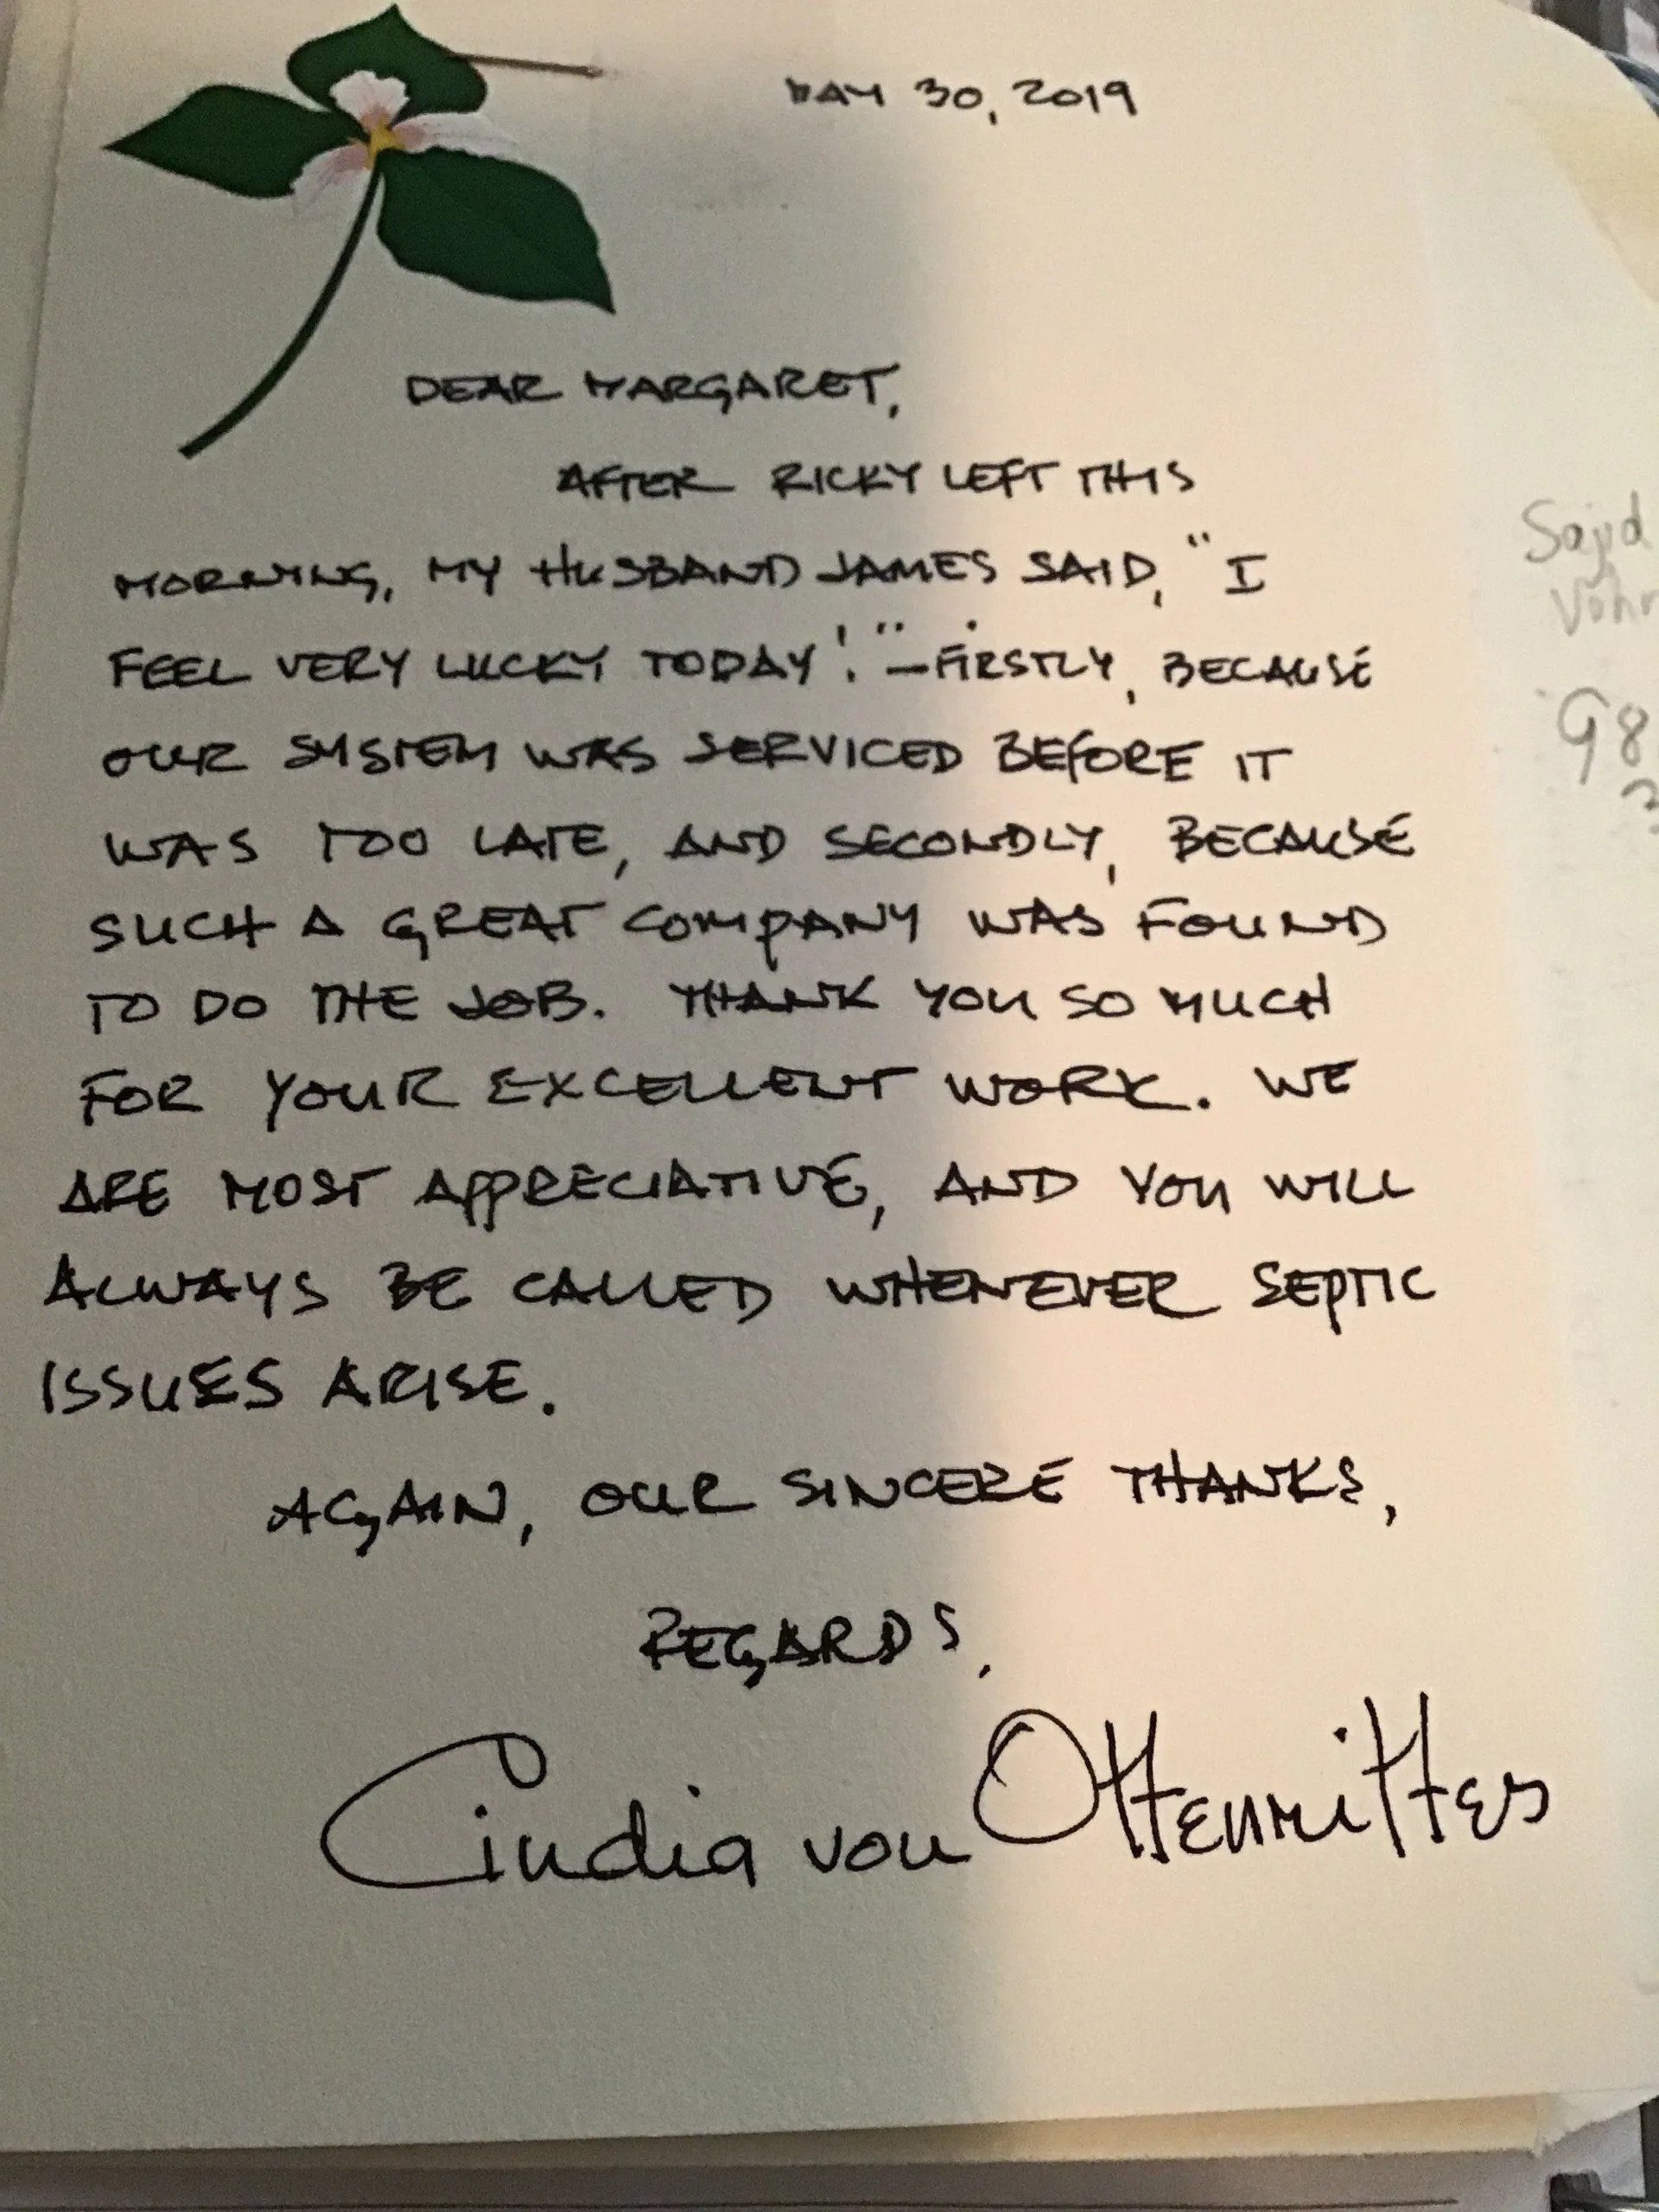 MAY 30, 2019
DEAR MARGARET,
AFTER RICKY LEFT THIS
MORNING, MY HUSBAND JAMES SAID, "I
FEEL VERY LUCKY TODAY!" - FIRSTLY, BECAUSE
OUR SYSTEM WAS SERVICED BEFORE IT
WAS TOO LATE, AND SECONDLY, BECAUSE
SUCH A GREAT COMPANY WAS FOUND
TO DO THE JOB. THANK YOU SO MUCH
FOR YOUR EXCELLENT WORK. WE
ARE MOST APPRECIATIVE, AND YOU WILL
ALWAYS BE CALLED WHENEVER SEPTIC
ISSUES ARISE.
AGAIN, OUR SINCERE THANKS,
REGARDS,
Cindia von
Sajid
98